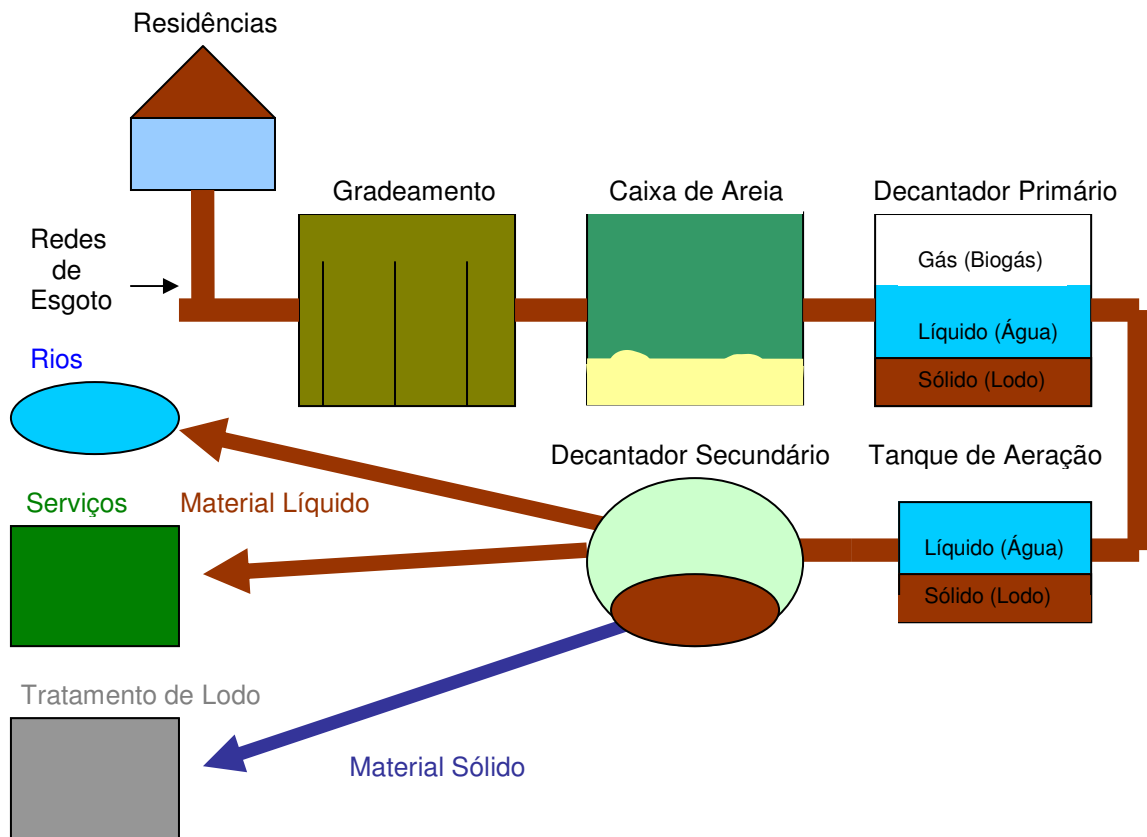 Residências
Gradeamento
Caixa de Areia
Decantador Primário
Redes
de
Esgoto
Gás (Biogás)
Líquido (Água)
Sólido (Lodo)
Rios
Decantador Secundário
Tanque de Aeração
Serviços
Material Líquido
Líquido (Água)
Sólido (Lodo)
Tratamento de Lodo
Material Sólido